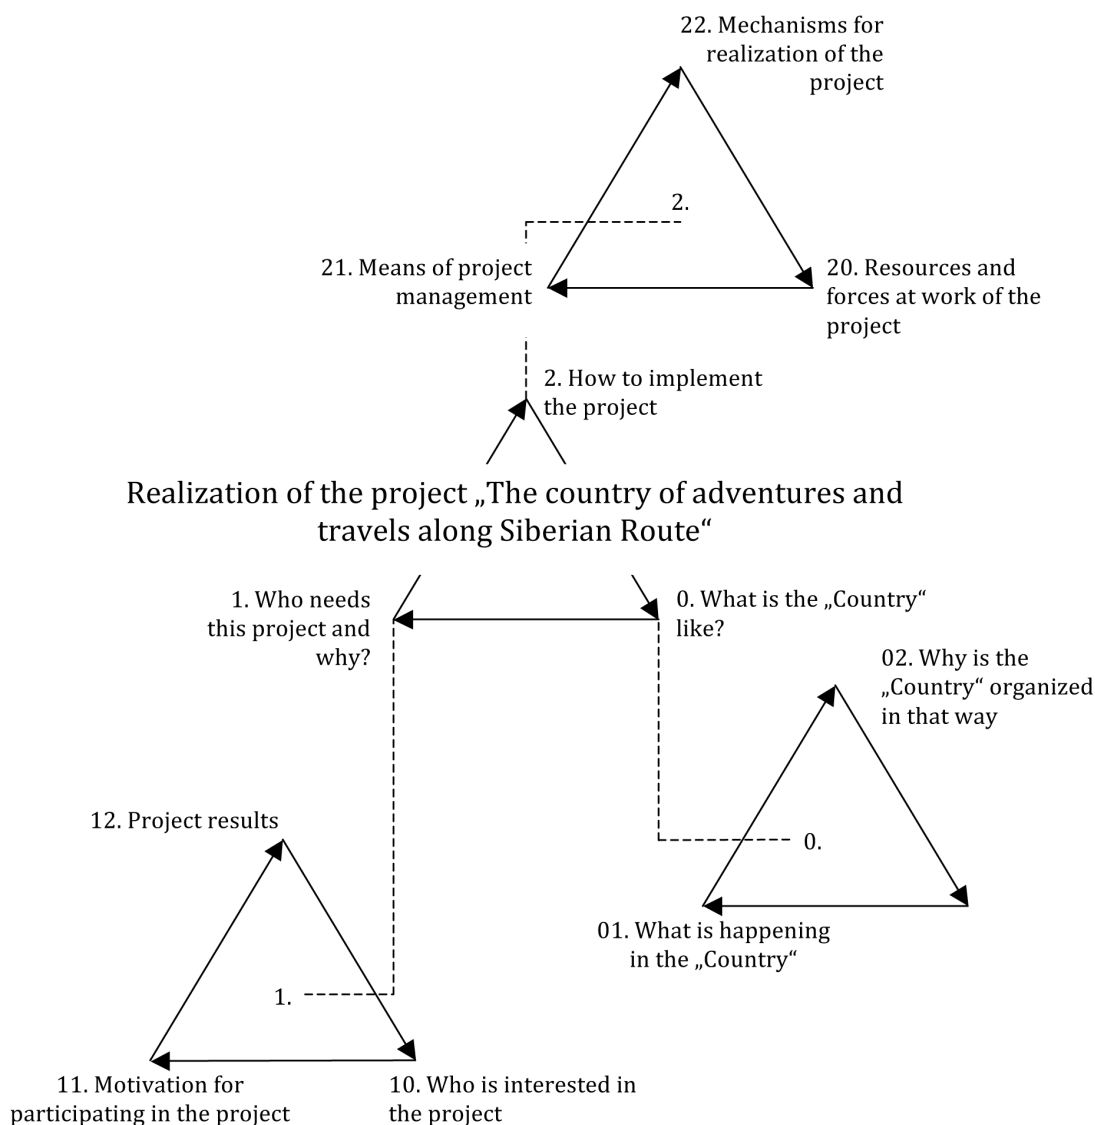 22. Mechanisms for
realization of the
project
2.
21. Means of project
management
20. Resources and
forces at work of the
project
2. How to implement
the project
Realization of the project „The country of adventures and
travels along Siberian Route“
1. Who needs
this project and
why?
0. What is the „Country“
like?
02. Why is the
„Country“ organized
in that way
12. Project results
0.
01. What is happening
in the „Country“
1.
11. Motivation for
participating in the project
10. Who is interested in
the project